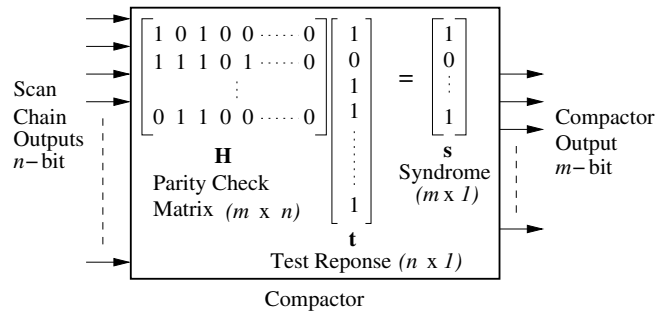 1 0 1 0 0 ····· 0
1 1 1 0 1 ····· 0
⋮
0 1 1 0 0 ····· 0
H
Parity Check
Matrix (m x n)
1
0
1
1
⋮
1
t
Test Reponse (n x 1)
=
1
0
⋮
1
s
Syndrome
(m x 1)
Scan
Chain
Outputs
n−bit
Compactor
Output
m−bit
Compactor